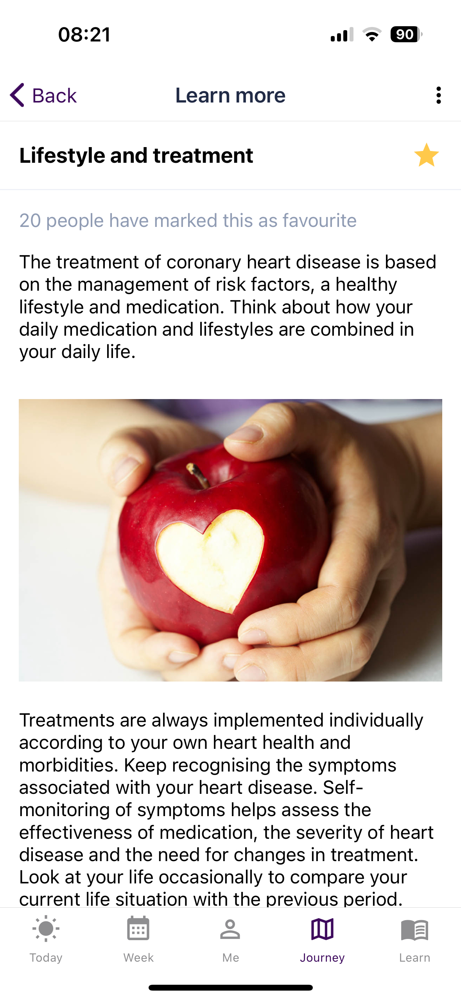 08:21
90
Back
Learn more
Lifestyle and treatment
20 people have marked this as favourite
The treatment of coronary heart disease is based
on the management of risk factors, a healthy
lifestyle and medication. Think about how your
daily medication and lifestyles are combined in
your daily life.
Treatments are always implemented individually
according to your own heart health and
morbidities. Keep recognising the symptoms
associated with your heart disease. Self-
monitoring of symptoms helps assess the
effectiveness of medication, the severity of heart
disease and the need for changes in treatment.
Look at your life occasionally to compare your
current life situation with the previous period.
Today
Week
Me
Journey
Learn